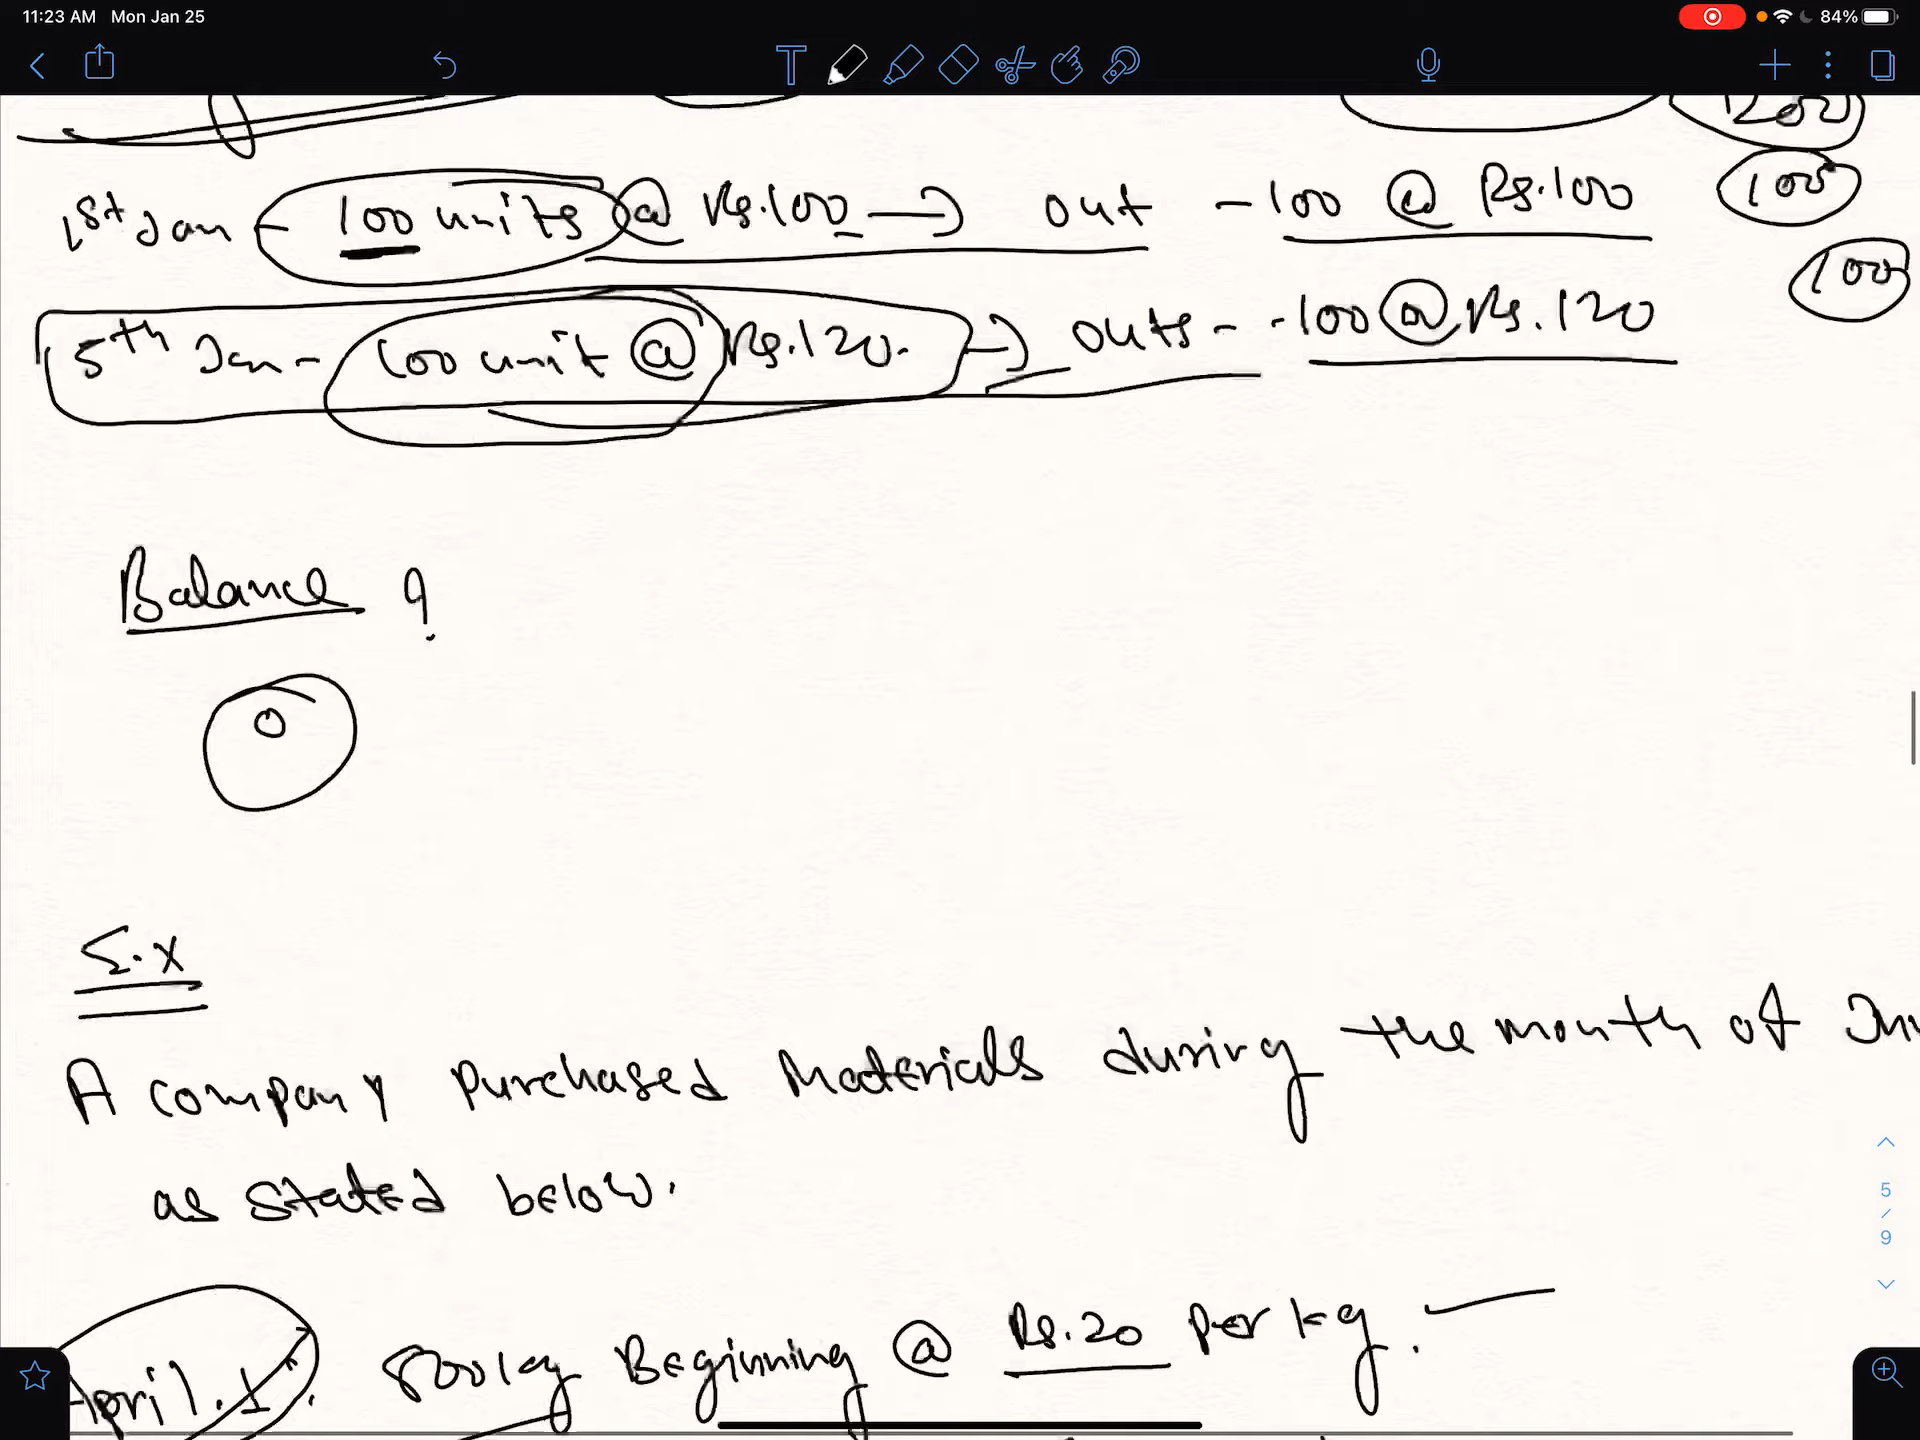 11:23 AM Mon Jan 25
84%
T
1200
1st Jan - 100 units @ Rs.100 → out - 100 @ Rs.100 100
100
5th Jan - 100 unit @ Rs.120. → outs - - 100 @ Rs.120
Balance ?
0
E.x
A company purchased Materials during the month of
as stated below.
5
/
9
April.1. 800kg Beginning @ Rs.20 per kg.